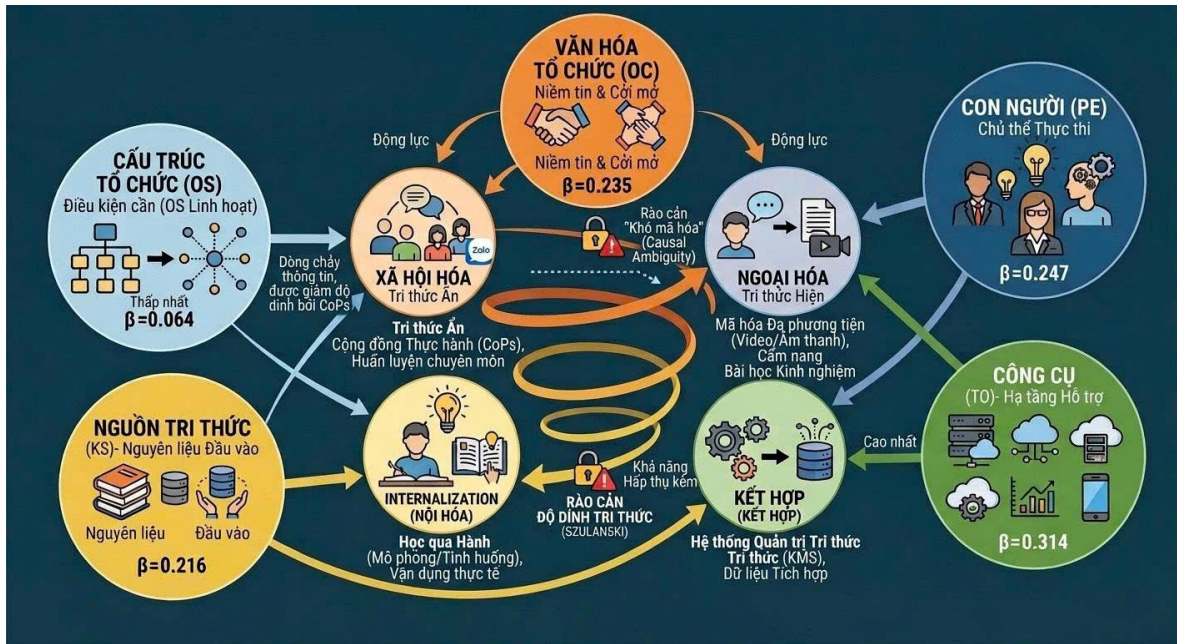 VĂN HÓA
TỔ CHỨC (OC)
Niềm tin & Cởi mở
Niềm tin & Cởi mở
β=0.235
Động lực
Động lực
CẤU TRÚC
TỔ CHỨC (OS)
Điều kiện cần (OS Linh hoạt)
Thấp nhất
β=0.064
Dòng chảy
thông tin,
được giảm độ
dinh bởi CoPs
Zalo
XÃ HỘI HÓA
Tri thức Ẩn
Tri thức Ẩn
Cộng đồng Thực hành (CoPs),
Huấn luyện chuyên môn
Rào cản
"Khó mã hóa"
(Causal
Ambiguity)
NGOẠI HÓA
Tri thức Hiện
Mã hóa Đa phương tiện
(Video/Âm thanh),
Cẩm nang
Bài học Kinh nghiệm
CON NGƯỜI (PE)
Chủ thể Thực thi
β=0.247
NGUỒN TRI THỨC
(KS)- Nguyên liệu Đầu vào
Nguyên liệu
Đầu vào
β=0.216
INTERNALIZATION
(NỘI HÓA)
Học qua Hành
(Mô phỏng/Tình huống),
Vận dụng thực tế
RÀO CẢN
ĐỘ DÍNH TRI THỨC
(SZULANSKI)
Khả năng
Hấp thụ kém
KẾT HỢP
(KẾT HỢP)
Hệ thống Quản trị Tri thức
Tri thức (KMS),
Dữ liệu Tích hợp
Cao nhất
CÔNG CỤ
(TO)- Hạ tầng Hỗ trợ
β=0.314